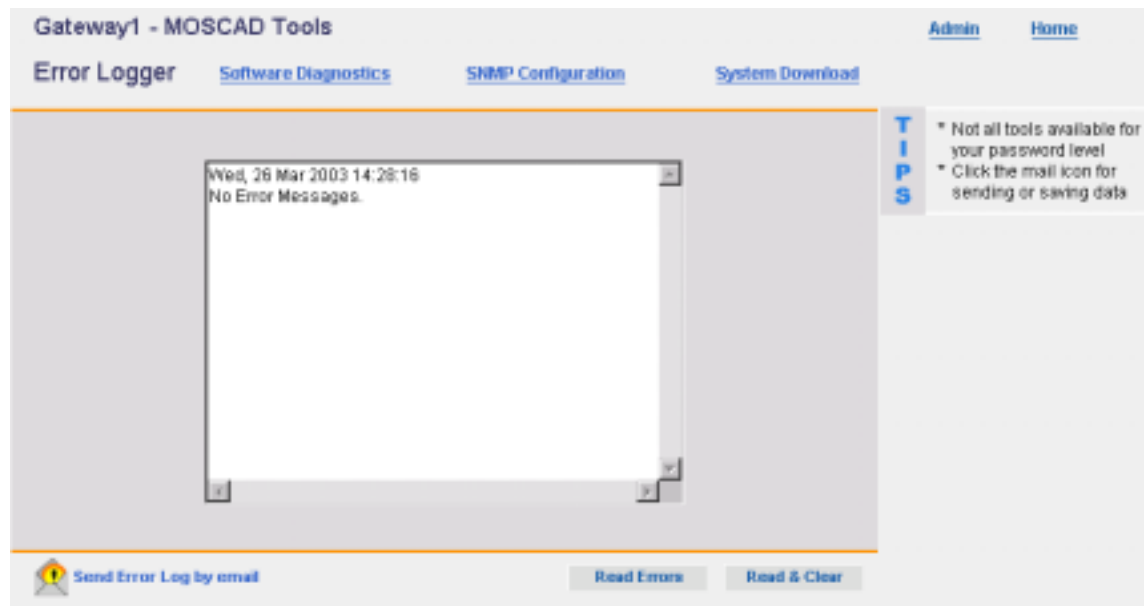 Gateway1 - MOSCAD Tools
Admin Home
Error Logger Software Diagnostics SNMP Configuration System Download
Wed, 26 Mar 2003 14:28:16
No Error Messages.
TIPS
* Not all tools available for
your password level
* Click the mail icon for
sending or saving data
Send Error Log by email
Read Errors Read & Clear